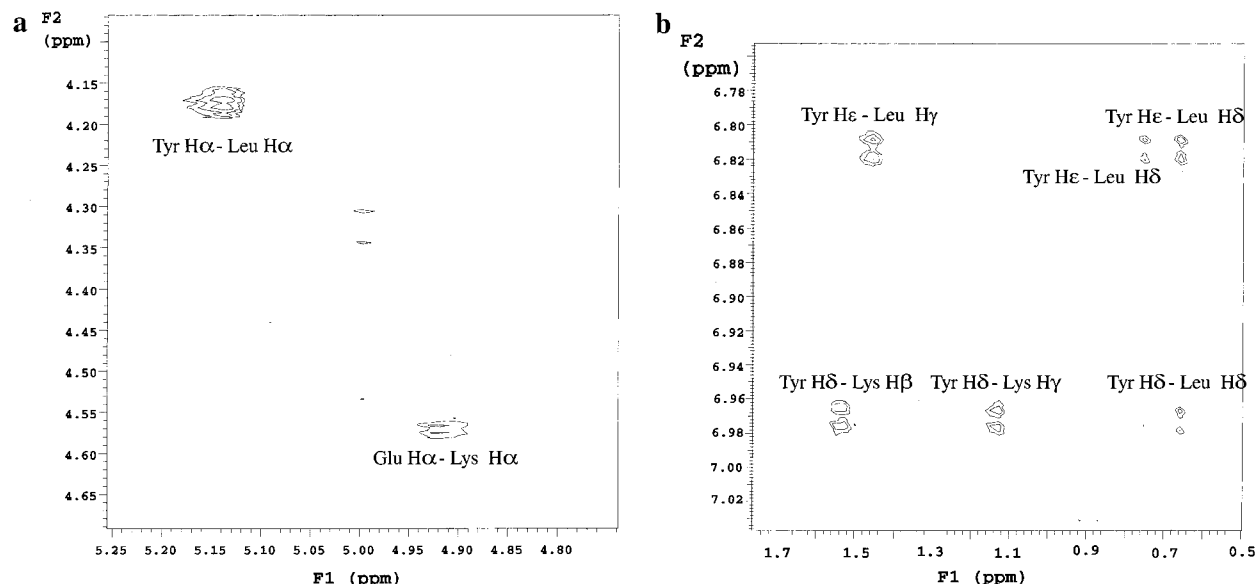 a
F2
(ppm)
4.15
4.20
4.25
4.30
4.35
4.40
4.45
4.50
4.55
4.60
4.65
Tyr Hα- Leu Hα
Glu Hα- Lys Hα
5.25 5.20 5.15 5.10 5.05 5.00 4.95 4.90 4.85 4.80
F1 (ppm)
b
F2
(ppm)
6.78
6.80
6.82
6.84
6.86
6.88
6.90
6.92
6.94
6.96
6.98
7.00
7.02
Tyr Hε - Leu Hγ
Tyr Hε - Leu Hδ
Tyr Hε - Leu Hδ
Tyr Hδ - Lys Hβ
Tyr Hδ - Lys Hγ
Tyr Hδ - Leu Hδ
1.7 1.5 1.3 1.1 0.9 0.7 0.5
F1 (ppm)